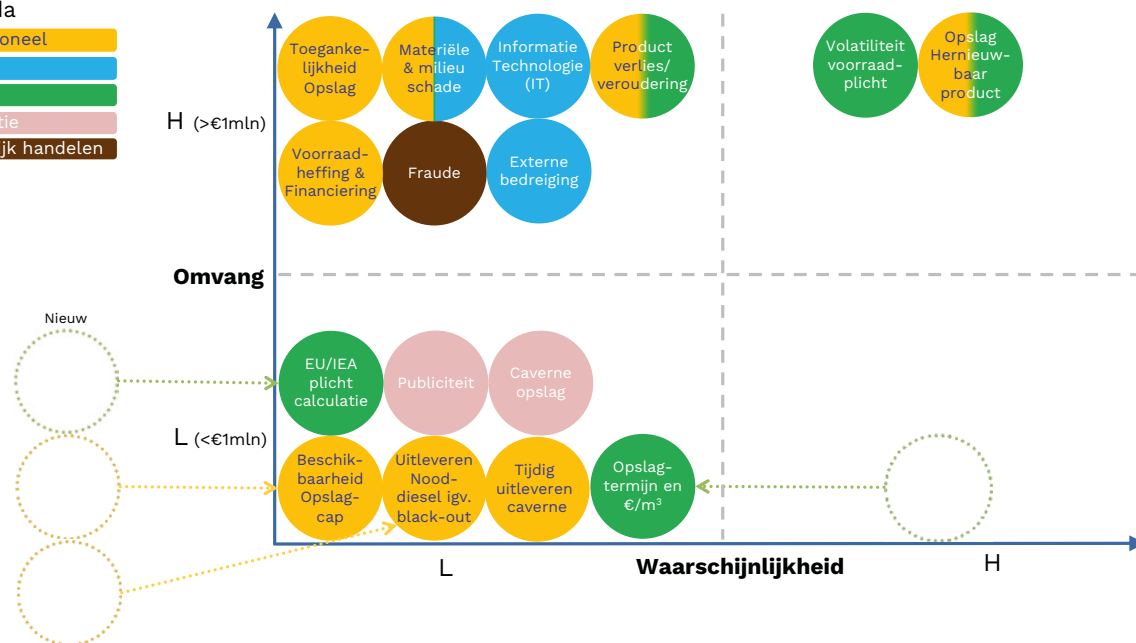 da
oneel
tie
jk handelen
Toeganke-
lijkheid
Opslag
Materiële
& milieu
schade
Informatie
Technologie
(IT)
Product
verlies/
veroudering
Volatiliteit
voorraad-
plicht
Opslag
Hernieuw-
baar
product
H (>€1mln)
Voorraad-
heffing &
Financiering
Fraude
Externe
bedreiging
Omvang
Nieuw
EU/IEA
plicht
calculatie
Publiciteit
Caverne
opslag
L (<€1mln)
Beschik-
baarheid
Opslag-
cap
Uitleveren
Nood-
diesel igv.
black-out
Tijdig
uitleveren
caverne
Opslag-
termijn en
€/m³
L
Waarschijnlijkheid
H